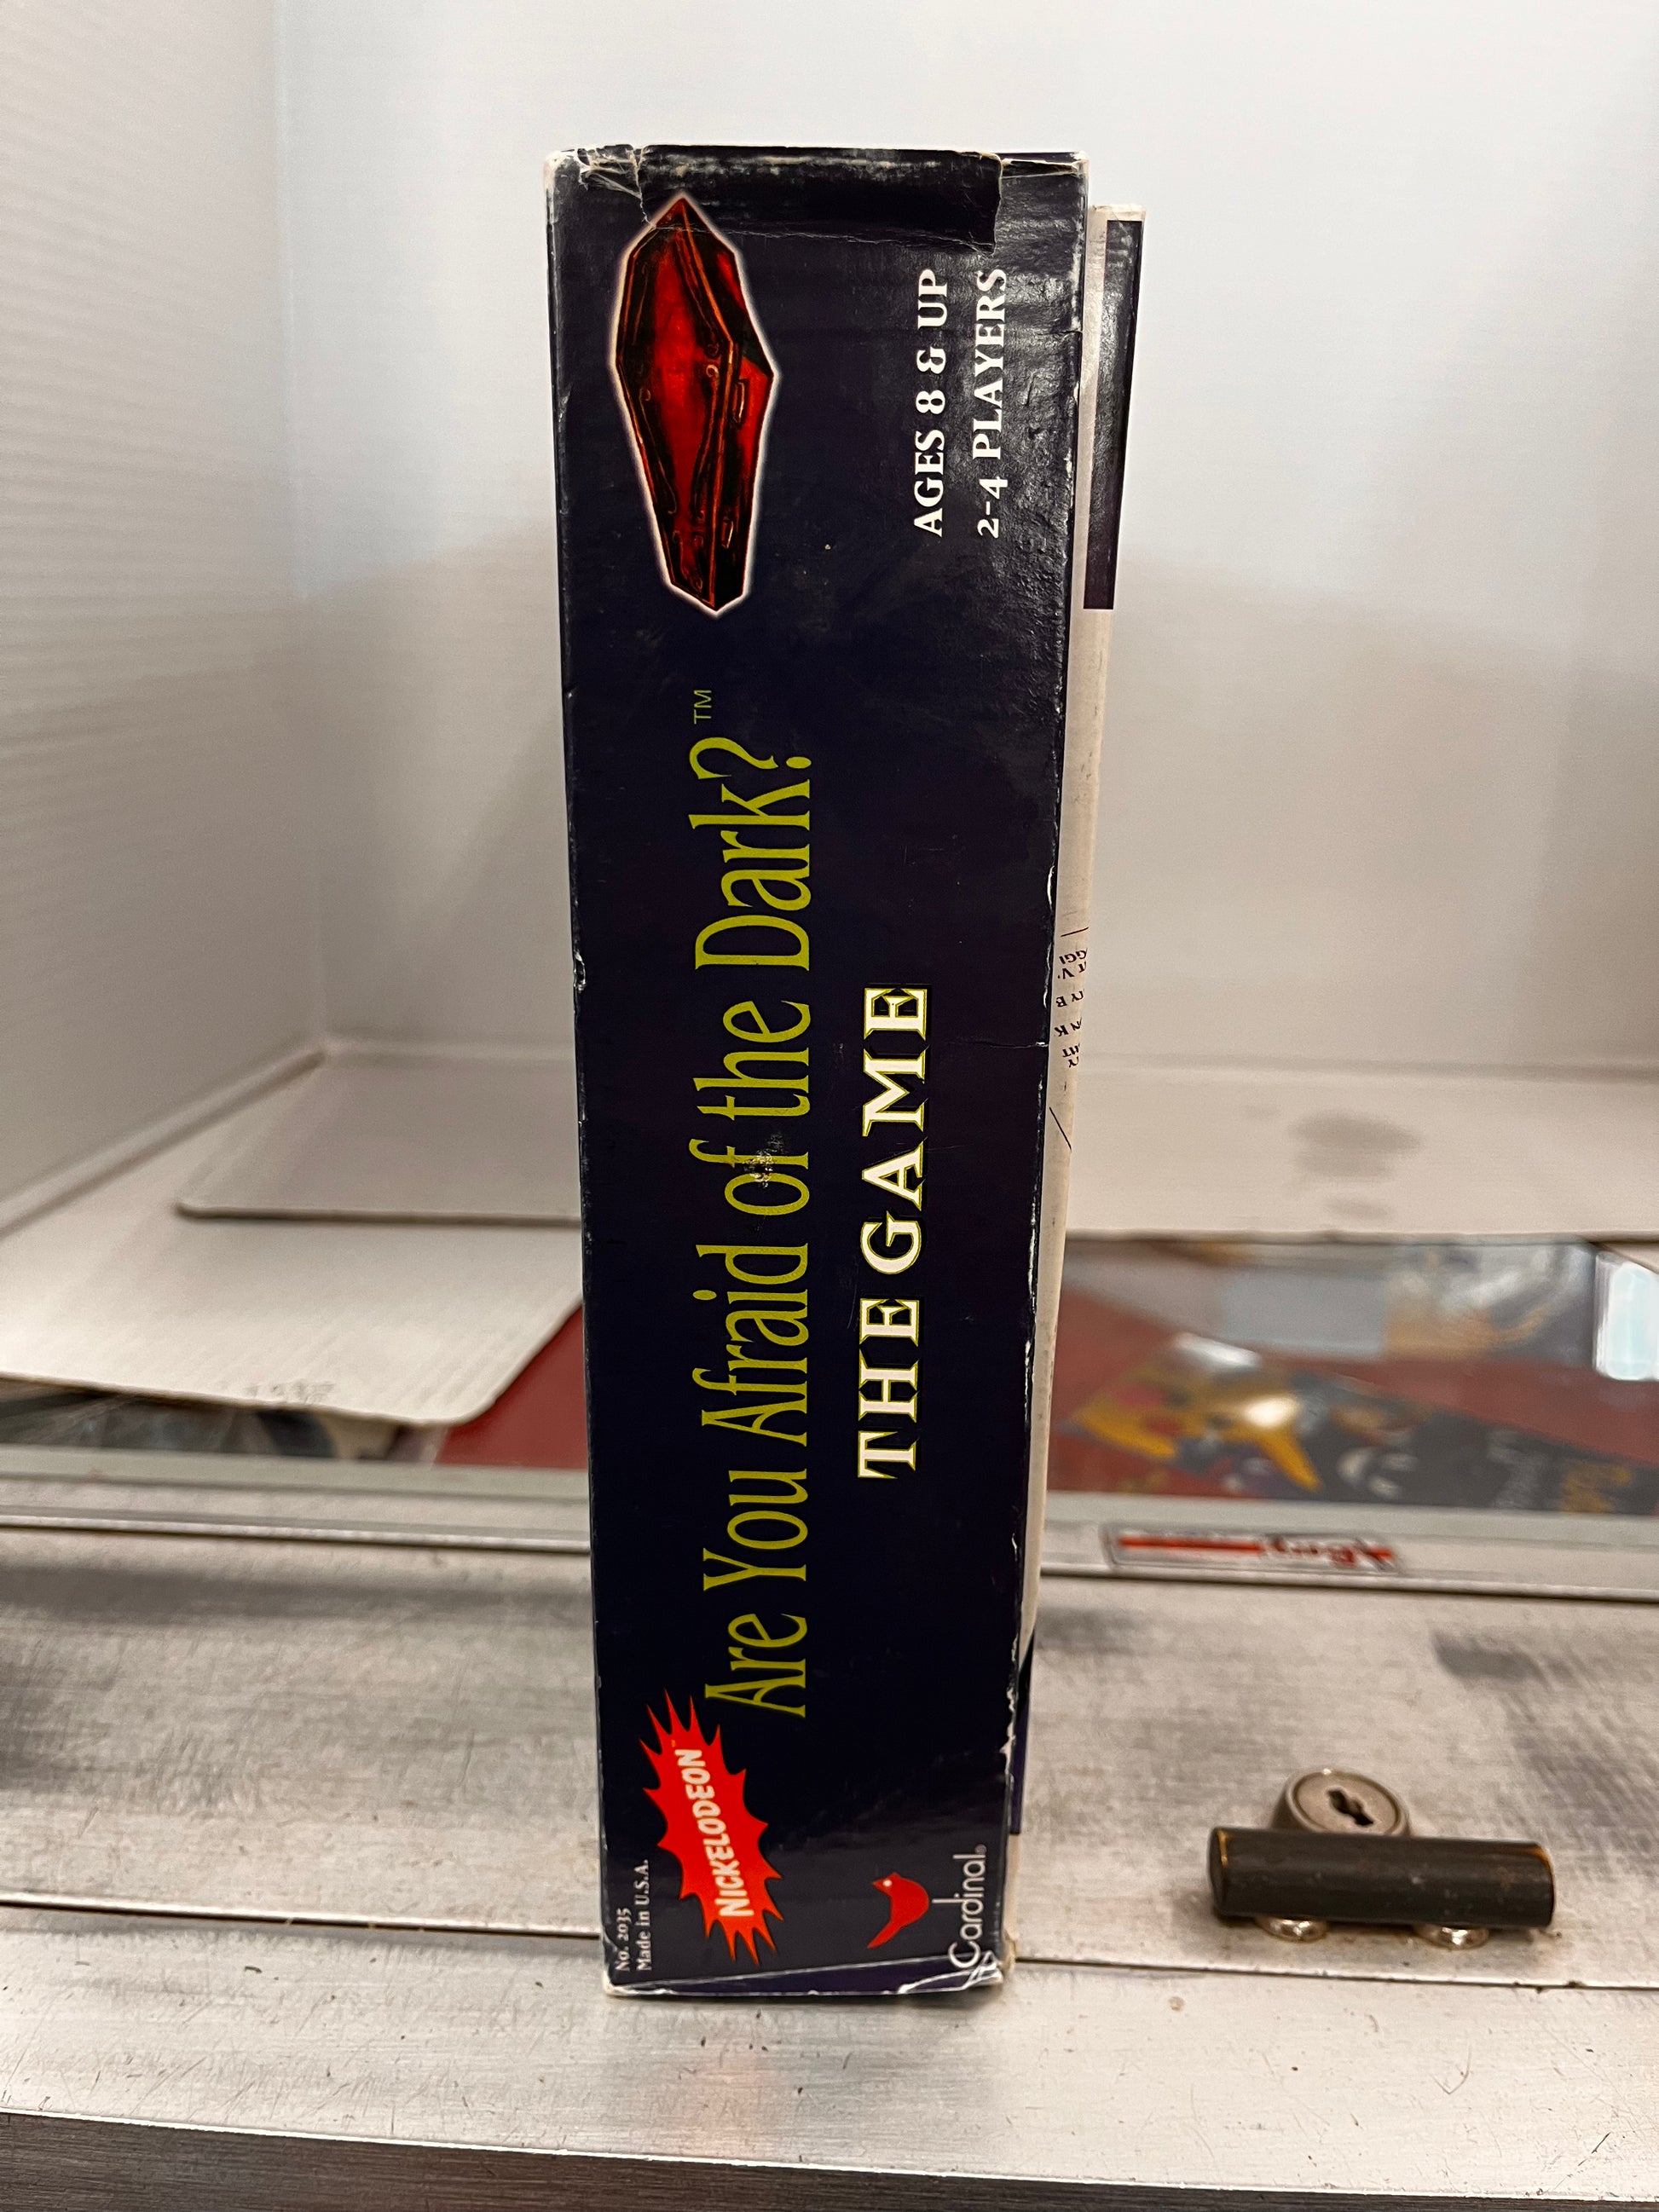 NICKELODEON
Are You Afraid of the Dark?™
THE GAME
AGES 8 & UP
2-4 PLAYERS
No. 2035
Made in U.S.A.
Cardinal®